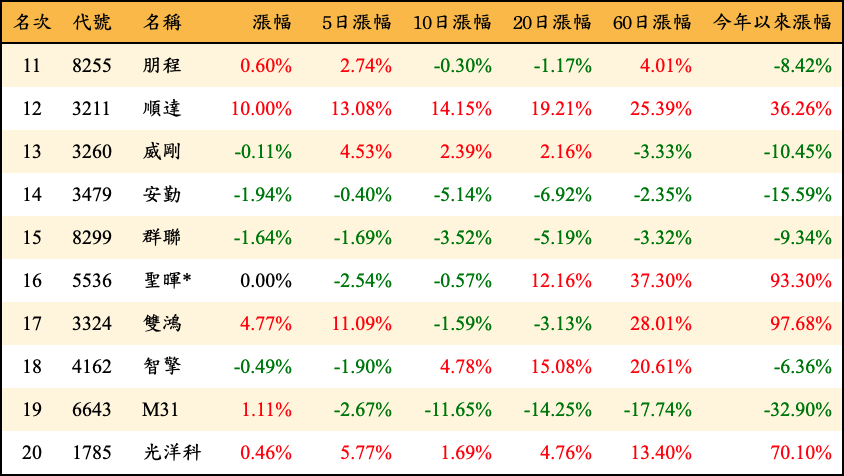 名次 代號 名稱 漲幅 5日漲幅 10日漲幅 20日漲幅 60日漲幅 今年以來漲幅
11 8255 朋程 0.60% 2.74% -0.30% -1.17% 4.01% -8.42%
12 3211 順達 10.00% 13.08% 14.15% 19.21% 25.39% 36.26%
13 3260 威剛 -0.11% 4.53% 2.39% 2.16% -3.33% -10.45%
14 3479 安勤 -1.94% -0.40% -5.14% -6.92% -2.35% -15.59%
15 8299 群聯 -1.64% -1.69% -3.52% -5.19% -3.32% -9.34%
16 5536 聖暉* 0.00% -2.54% -0.57% 12.16% 37.30% 93.30%
17 3324 雙鴻 4.77% 11.09% -1.59% -3.13% 28.01% 97.68%
18 4162 智擎 -0.49% -1.90% 4.78% 15.08% 20.61% -6.36%
19 6643 M31 1.11% -2.67% -11.65% -14.25% -17.74% -32.90%
20 1785 光洋科 0.46% 5.77% 1.69% 4.76% 13.40% 70.10%